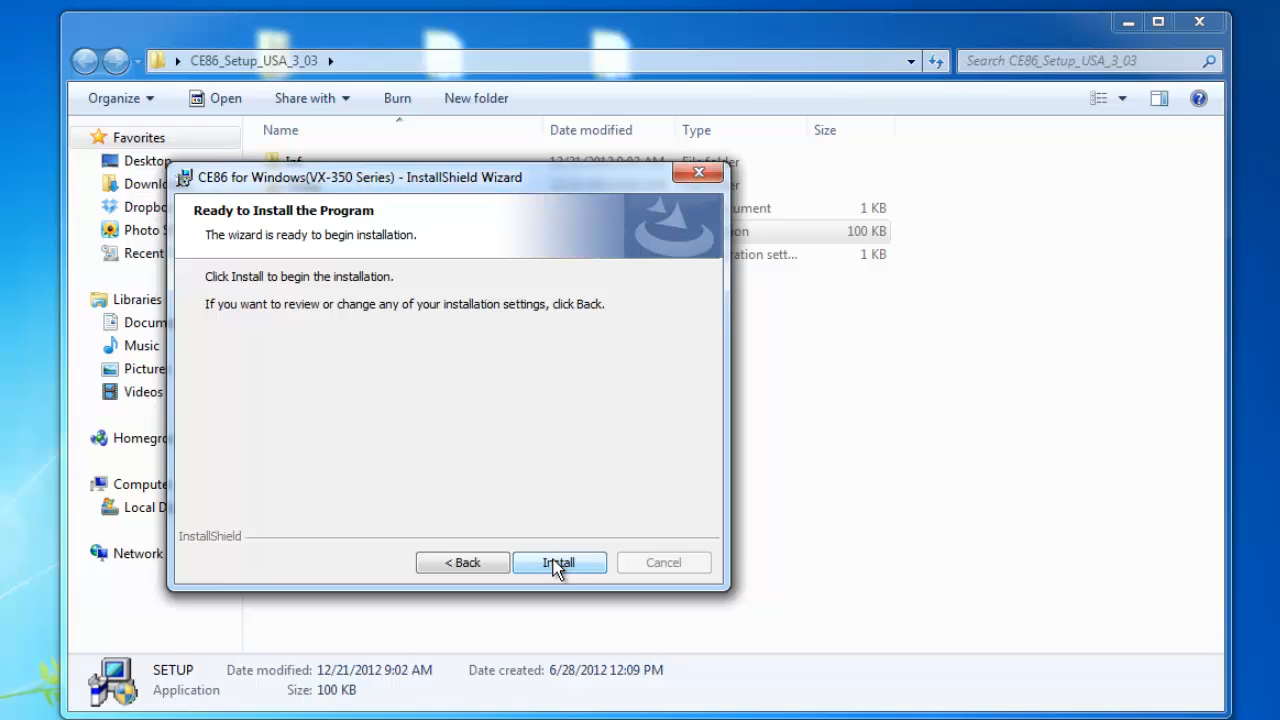 CE86_Setup_USA_3_03
Search CE86_Setup_USA_3_03
Organize Open Share with Burn New folder
Name Date modified Type Size
Favorites
Desktop
Downlo
Dropbo
Photo S
Recent
Libraries
Docum
Music
Picture
Videos
Homegro
Compute
Local D
Network
ument 1 KB
on 100 KB
ration sett... 1 KB
CE86 for Windows(VX-350 Series) - InstallShield Wizard
Ready to Install the Program
The wizard is ready to begin installation.
Click Install to begin the installation.
If you want to review or change any of your installation settings, click Back.
InstallShield
< Back Install Cancel
SETUP Date modified: 12/21/2012 9:02 AM Date created: 6/28/2012 12:09 PM
Application Size: 100 KB